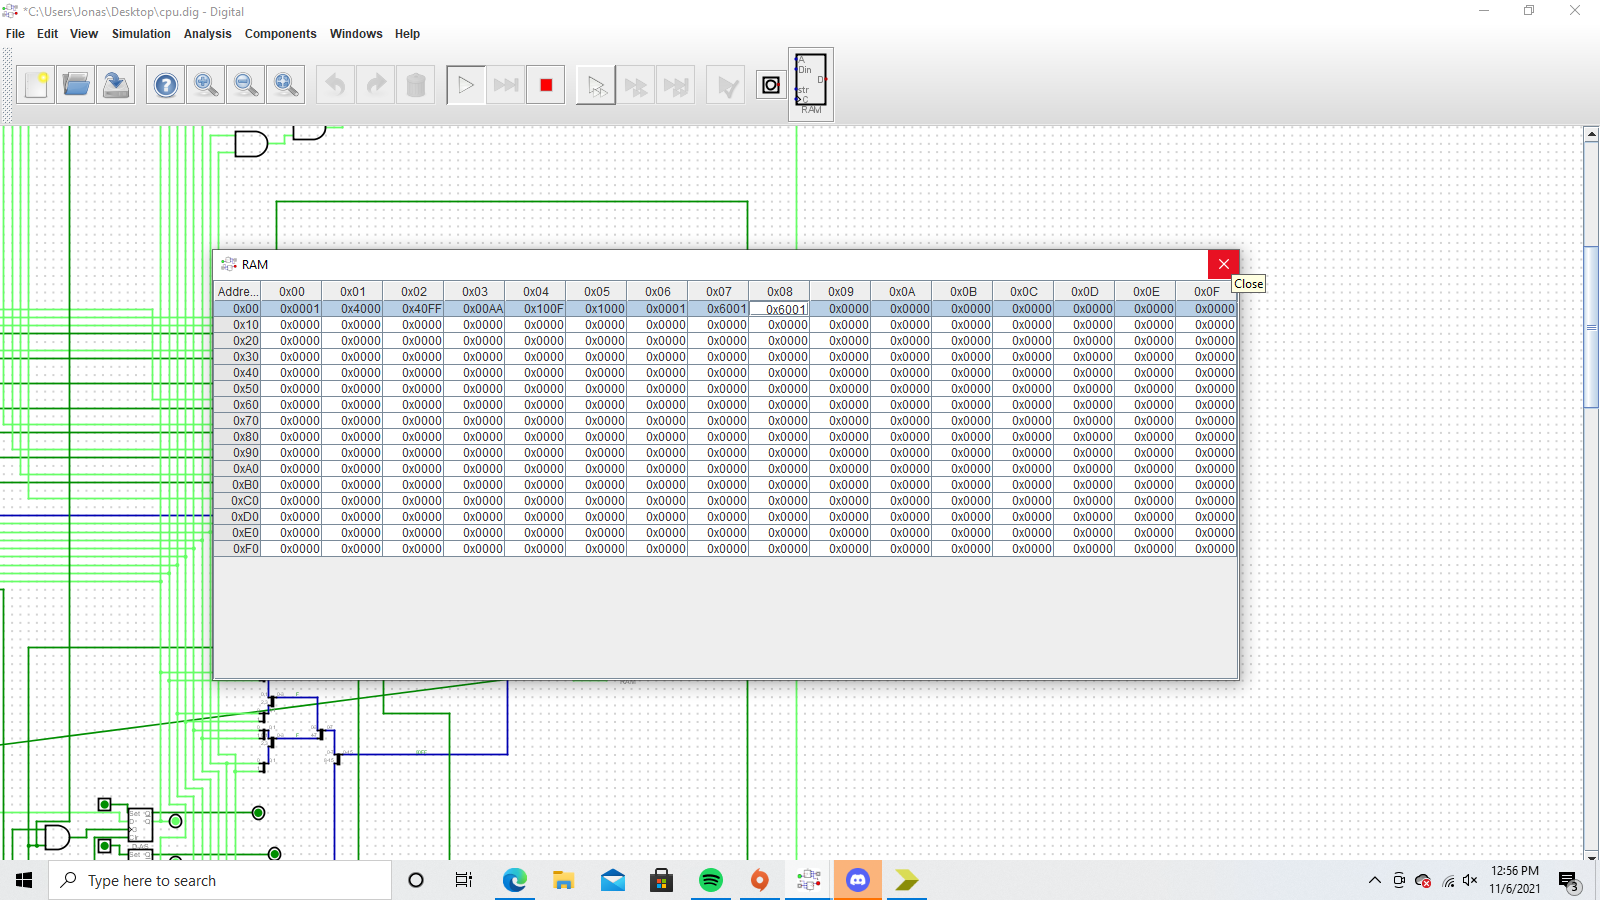 *C:\Users\Jonas\Desktop\cpu.dig - Digital
File Edit View Simulation Analysis Components Windows Help
A
Din
D
str
C
RAM
RAM
Close
Addre... 0x00 0x01 0x02 0x03 0x04 0x05 0x06 0x07 0x08 0x09 0x0A 0x0B 0x0C 0x0D 0x0E 0x0F
0x00 0x0001 0x4000 0x40FF 0x00AA 0x100F 0x1000 0x0001 0x6001 0x6001 0x0000 0x0000 0x0000 0x0000 0x0000 0x0000 0x0000
0x10 0x0000 0x0000 0x0000 0x0000 0x0000 0x0000 0x0000 0x0000 0x0000 0x0000 0x0000 0x0000 0x0000 0x0000 0x0000 0x0000
0x20 0x0000 0x0000 0x0000 0x0000 0x0000 0x0000 0x0000 0x0000 0x0000 0x0000 0x0000 0x0000 0x0000 0x0000 0x0000 0x0000
0x30 0x0000 0x0000 0x0000 0x0000 0x0000 0x0000 0x0000 0x0000 0x0000 0x0000 0x0000 0x0000 0x0000 0x0000 0x0000 0x0000
0x40 0x0000 0x0000 0x0000 0x0000 0x0000 0x0000 0x0000 0x0000 0x0000 0x0000 0x0000 0x0000 0x0000 0x0000 0x0000 0x0000
0x50 0x0000 0x0000 0x0000 0x0000 0x0000 0x0000 0x0000 0x0000 0x0000 0x0000 0x0000 0x0000 0x0000 0x0000 0x0000 0x0000
0x60 0x0000 0x0000 0x0000 0x0000 0x0000 0x0000 0x0000 0x0000 0x0000 0x0000 0x0000 0x0000 0x0000 0x0000 0x0000 0x0000
0x70 0x0000 0x0000 0x0000 0x0000 0x0000 0x0000 0x0000 0x0000 0x0000 0x0000 0x0000 0x0000 0x0000 0x0000 0x0000 0x0000
0x80 0x0000 0x0000 0x0000 0x0000 0x0000 0x0000 0x0000 0x0000 0x0000 0x0000 0x0000 0x0000 0x0000 0x0000 0x0000 0x0000
0x90 0x0000 0x0000 0x0000 0x0000 0x0000 0x0000 0x0000 0x0000 0x0000 0x0000 0x0000 0x0000 0x0000 0x0000 0x0000 0x0000
0xA0 0x0000 0x0000 0x0000 0x0000 0x0000 0x0000 0x0000 0x0000 0x0000 0x0000 0x0000 0x0000 0x0000 0x0000 0x0000 0x0000
0xB0 0x0000 0x0000 0x0000 0x0000 0x0000 0x0000 0x0000 0x0000 0x0000 0x0000 0x0000 0x0000 0x0000 0x0000 0x0000 0x0000
0xC0 0x0000 0x0000 0x0000 0x0000 0x0000 0x0000 0x0000 0x0000 0x0000 0x0000 0x0000 0x0000 0x0000 0x0000 0x0000 0x0000
0xD0 0x0000 0x0000 0x0000 0x0000 0x0000 0x0000 0x0000 0x0000 0x0000 0x0000 0x0000 0x0000 0x0000 0x0000 0x0000 0x0000
0xE0 0x0000 0x0000 0x0000 0x0000 0x0000 0x0000 0x0000 0x0000 0x0000 0x0000 0x0000 0x0000 0x0000 0x0000 0x0000 0x0000
0xF0 0x0000 0x0000 0x0000 0x0000 0x0000 0x0000 0x0000 0x0000 0x0000 0x0000 0x0000 0x0000 0x0000 0x0000 0x0000 0x0000
Set Q
Set Q
Type here to search
12:56 PM
11/6/2021
3